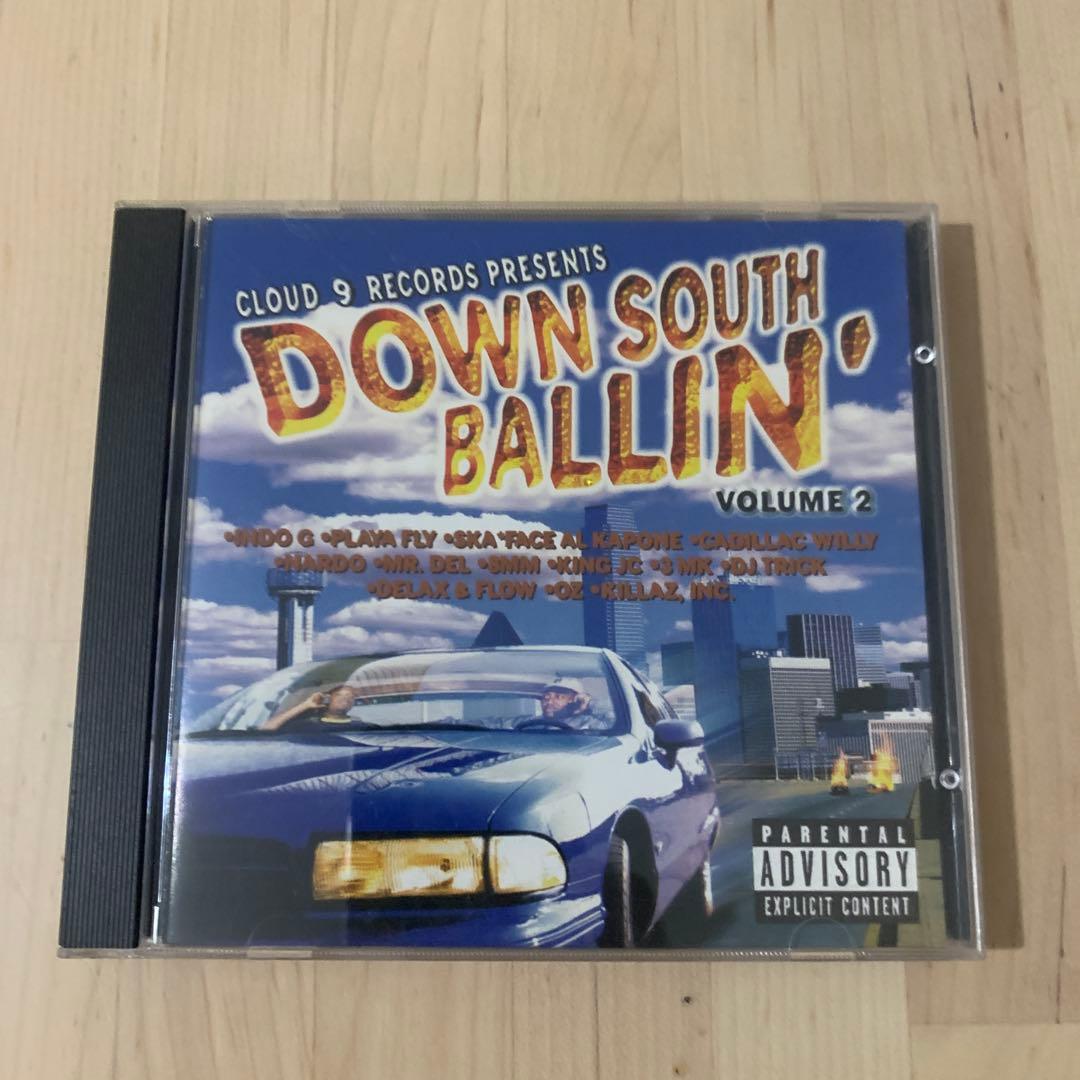 CLOUD 9 RECORDS PRESENTS
DOWN SOUTH
BALLIN'
VOLUME 2
•INDO G •PLAYA FLY •SKA*FACE AL KAPONE •CADILLAC WILLY
•NARDO •MR. DEL •8MM •KING JC •3 MK •DJ TRICK
•DELAX & FLOW •OZ •KILLAZ, INC.
PARENTAL
ADVISORY
EXPLICIT CONTENT